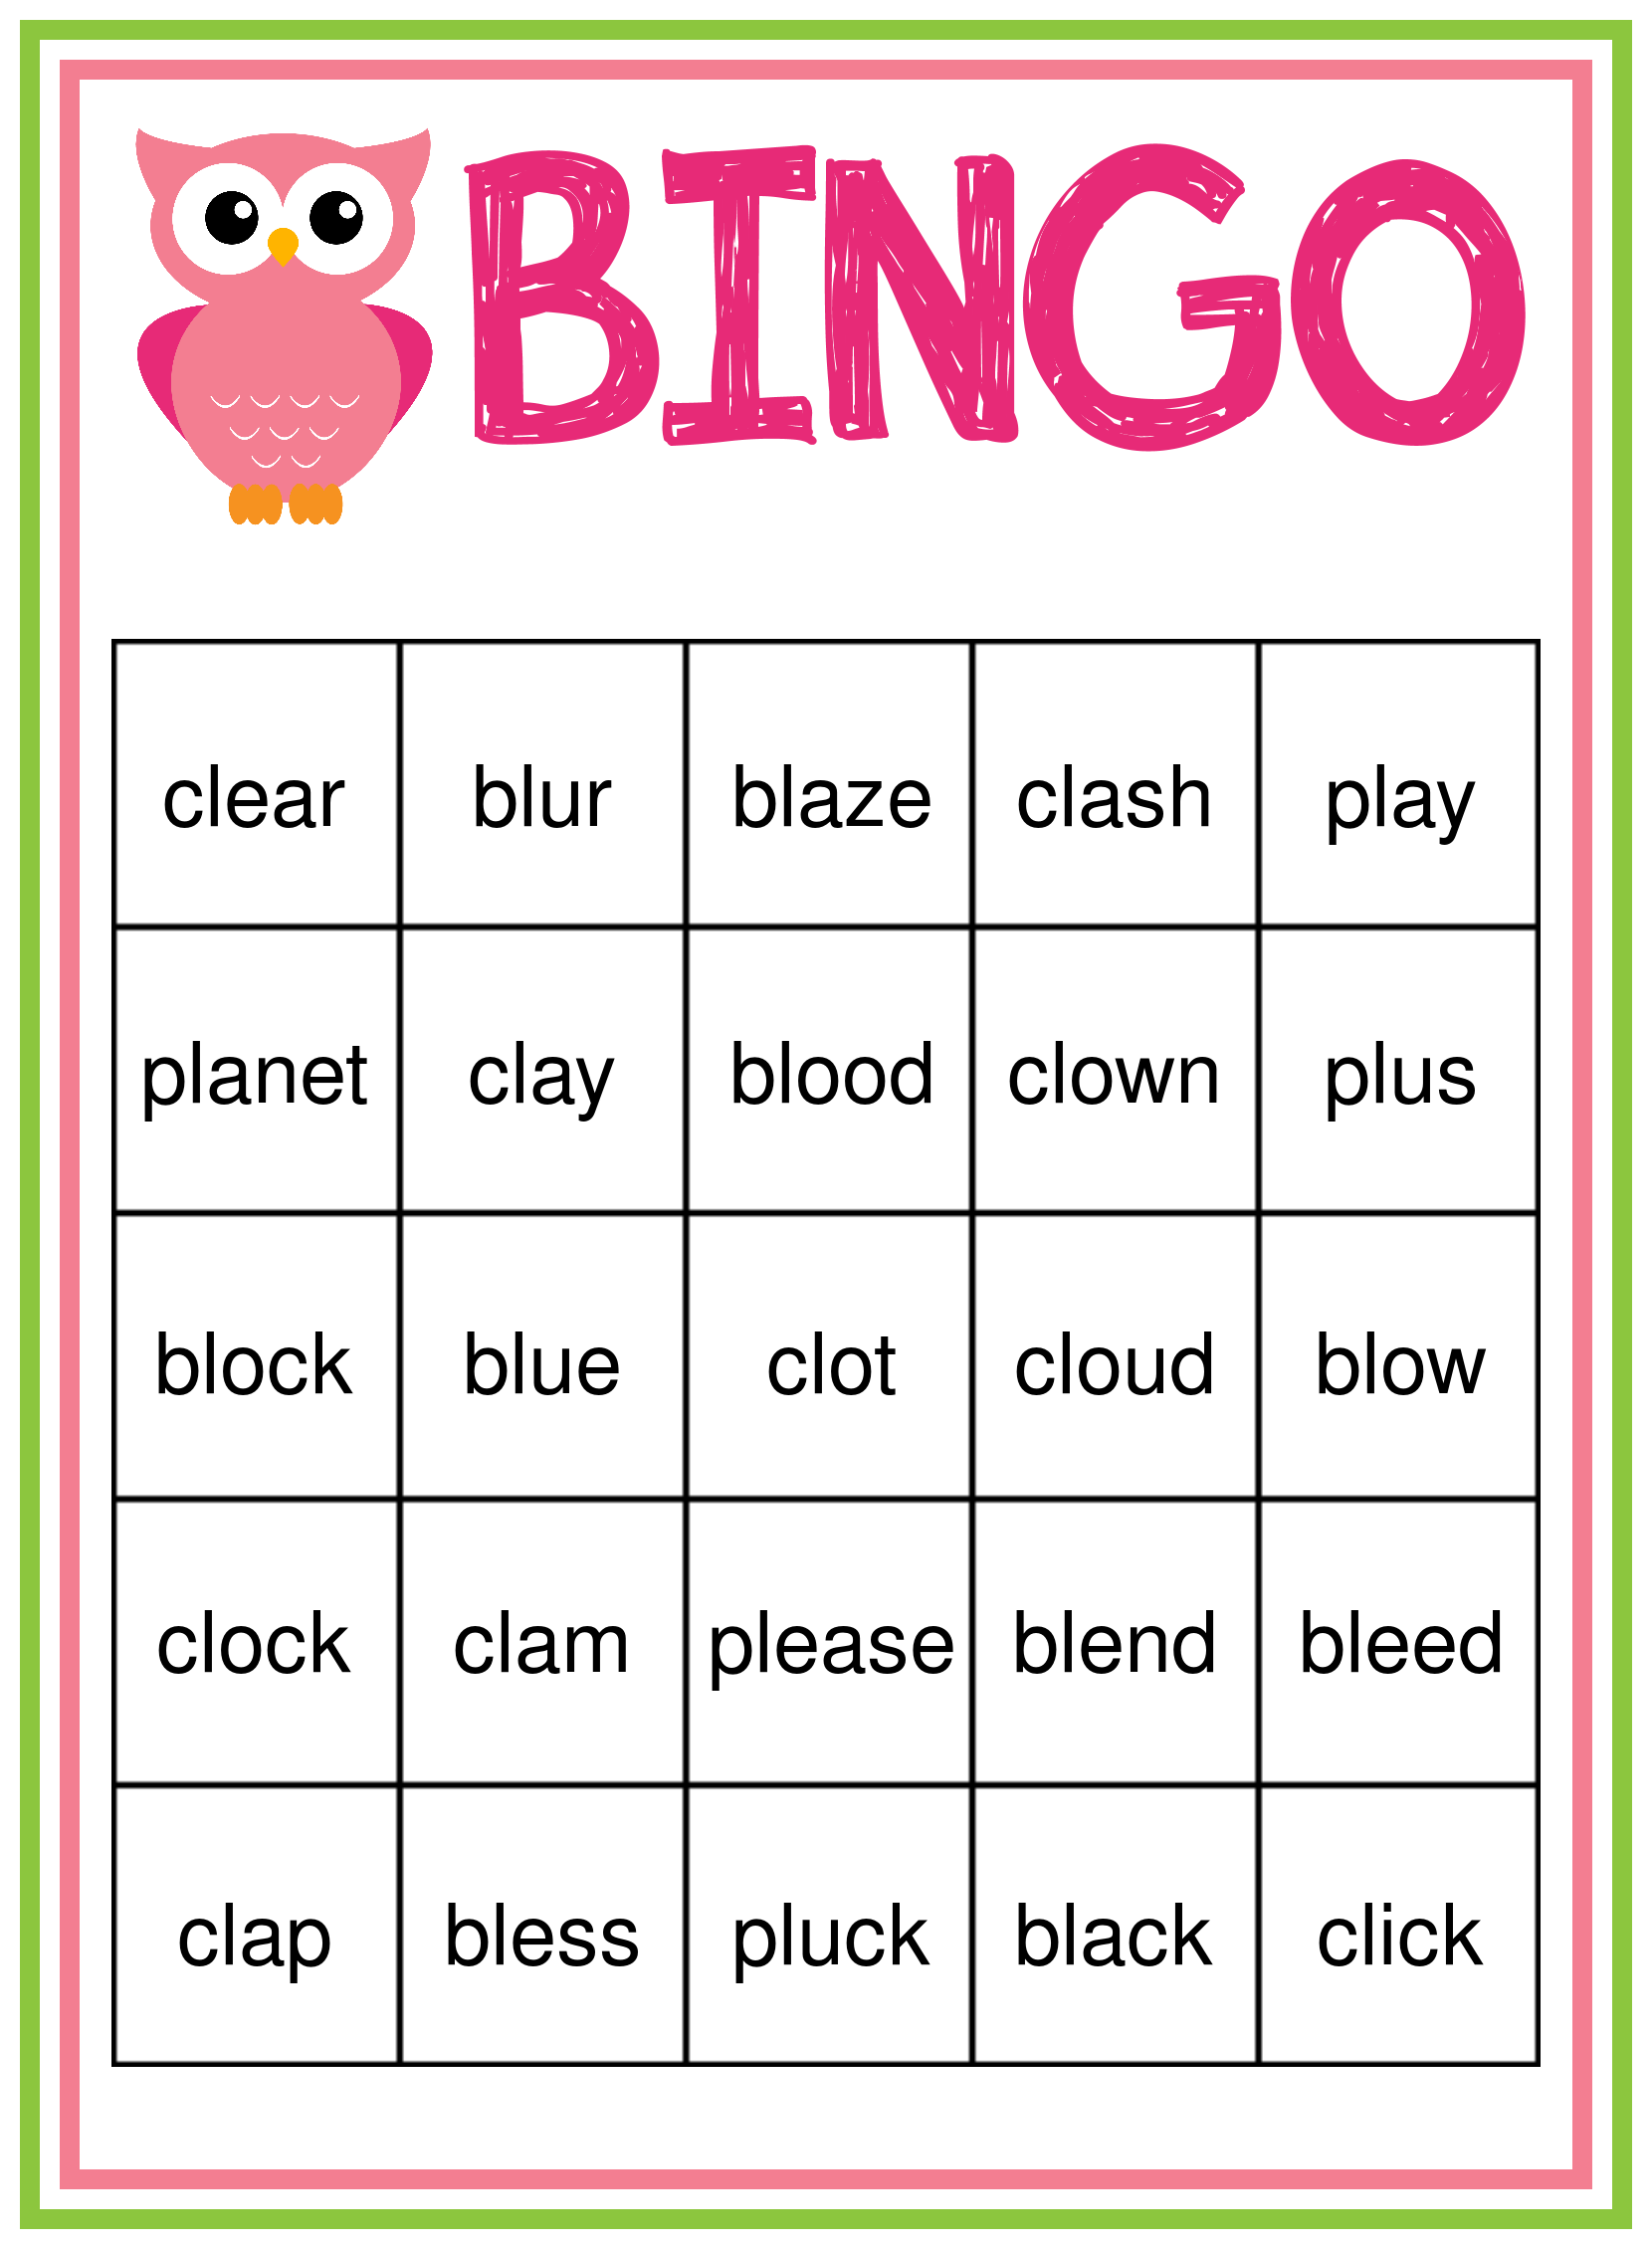 BINGO
clear blur blaze clash play
planet clay blood clown plus
block blue clot cloud blow
clock clam please blend bleed
clap bless pluck black click